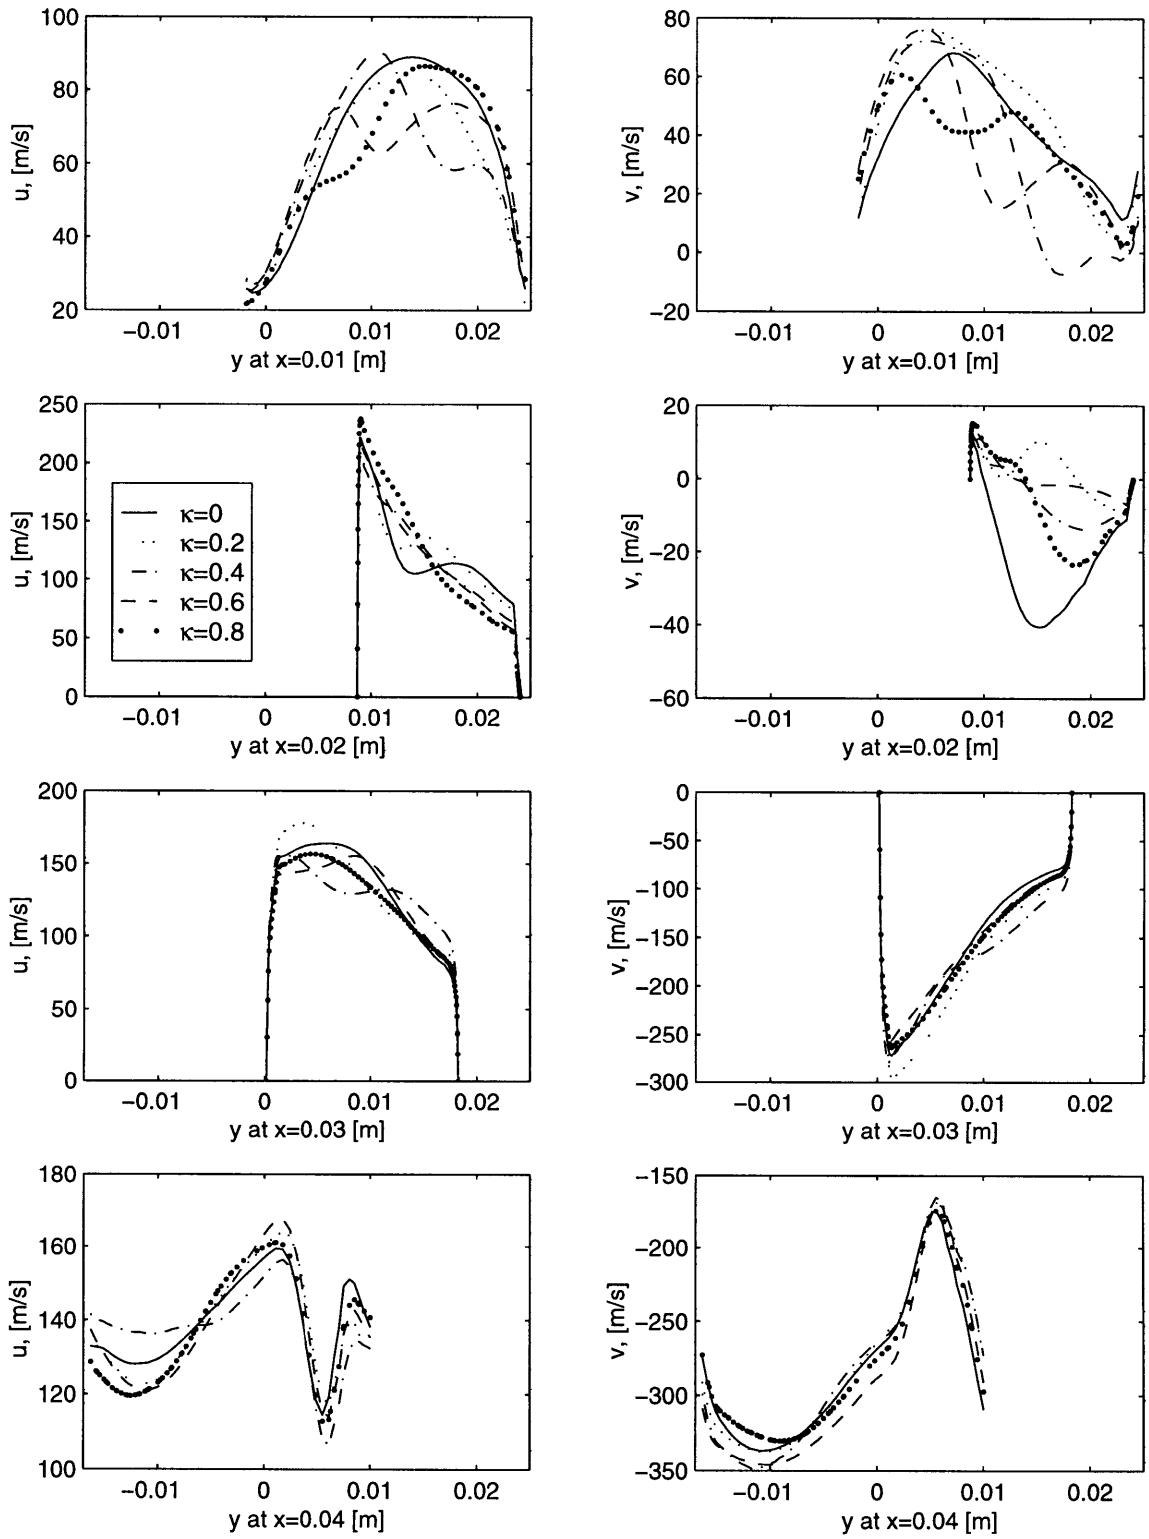 100
80
60
40
20
u, [m/s]
−0.01 0 0.01 0.02
y at x=0.01 [m]
80
60
40
20
0
−20
v, [m/s]
−0.01 0 0.01 0.02
y at x=0.01 [m]
250
200
150
100
50
0
u, [m/s]
κ=0
κ=0.2
κ=0.4
κ=0.6
κ=0.8
−0.01 0 0.01 0.02
y at x=0.02 [m]
20
0
−20
−40
−60
v, [m/s]
−0.01 0 0.01 0.02
y at x=0.02 [m]
200
150
100
50
0
u, [m/s]
−0.01 0 0.01 0.02
y at x=0.03 [m]
0
−50
−100
−150
−200
−250
−300
v, [m/s]
−0.01 0 0.01 0.02
y at x=0.03 [m]
180
160
140
120
100
u, [m/s]
−0.01 0 0.01 0.02
y at x=0.04 [m]
−150
−200
−250
−300
−350
v, [m/s]
−0.01 0 0.01 0.02
y at x=0.04 [m]